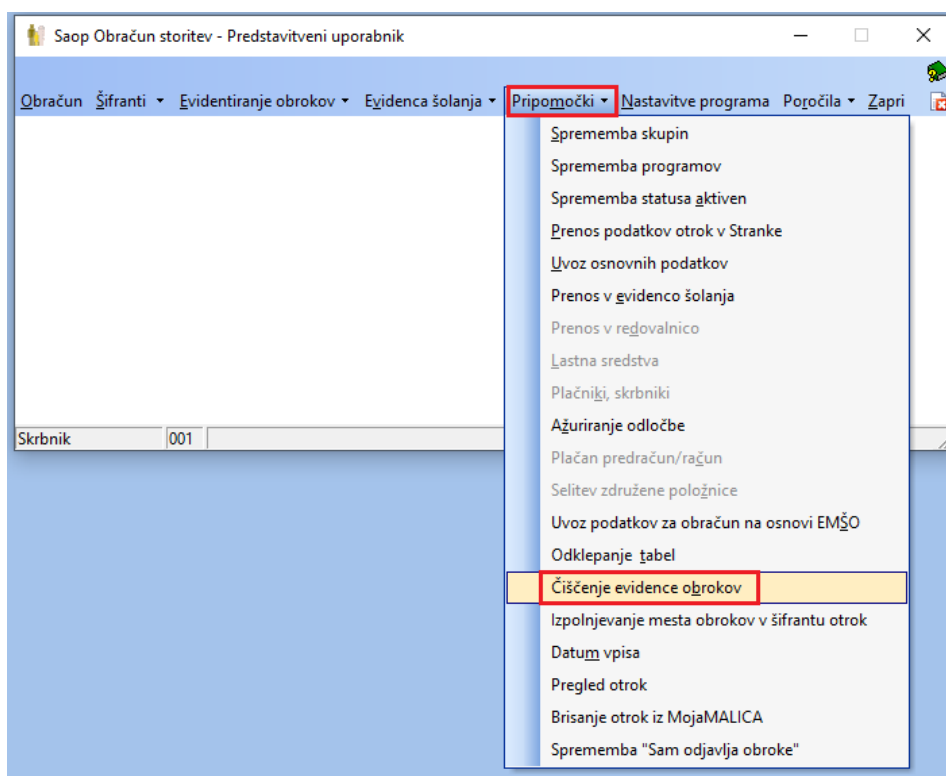 Saop Obračun storitev - Predstavitveni uporabnik
Obračun Šifranti Evidentiranje obrokov Evidenca šolanja Pripomočki Nastavitve programa Poročila Zapri
Sprememba skupin
Sprememba programov
Sprememba statusa aktiven
Prenos podatkov otrok v Stranke
Uvoz osnovnih podatkov
Prenos v evidenco šolanja
Prenos v redovalnico
Lastna sredstva
Plačniki, skrbniki
Ažuriranje odločbe
Plačan predračun/račun
Selitev združene položnice
Uvoz podatkov za obračun na osnovi EMŠO
Odklepanje tabel
Čiščenje evidence obrokov
Izpolnjevanje mesta obrokov v šifrantu otrok
Datum vpisa
Pregled otrok
Brisanje otrok iz MojaMALICA
Sprememba "Sam odjavlja obroke"
Skrbnik 001